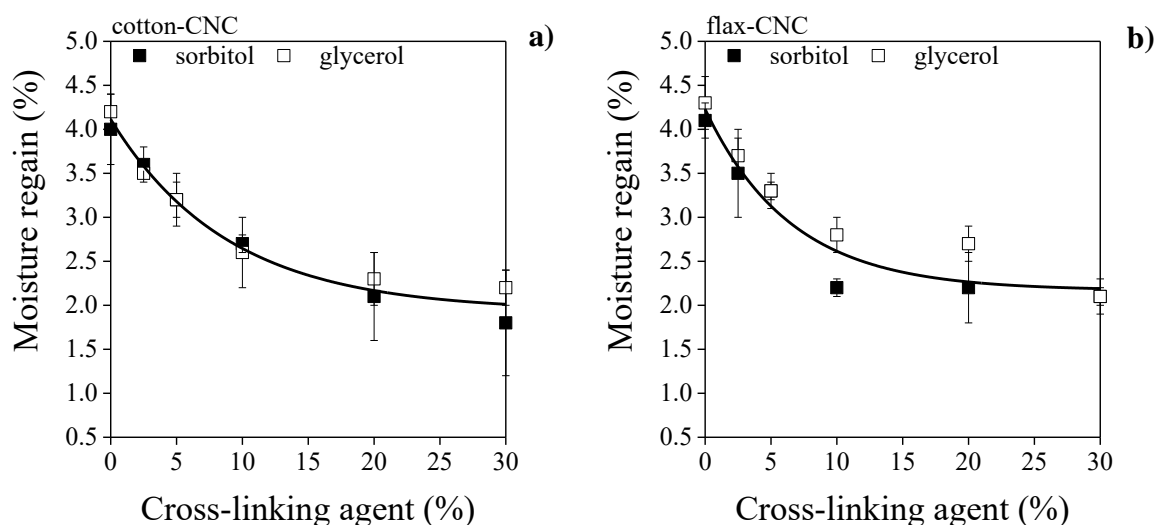 cotton-CNC
a)
sorbitol glycerol
5.0
4.5
4.0
3.5
3.0
2.5
2.0
1.5
1.0
0.5
Moisture regain (%)
0 5 10 15 20 25 30
Cross-linking agent (%)
flax-CNC
b)
sorbitol glycerol
5.0
4.5
4.0
3.5
3.0
2.5
2.0
1.5
1.0
0.5
Moisture regain (%)
0 5 10 15 20 25 30
Cross-linking agent (%)